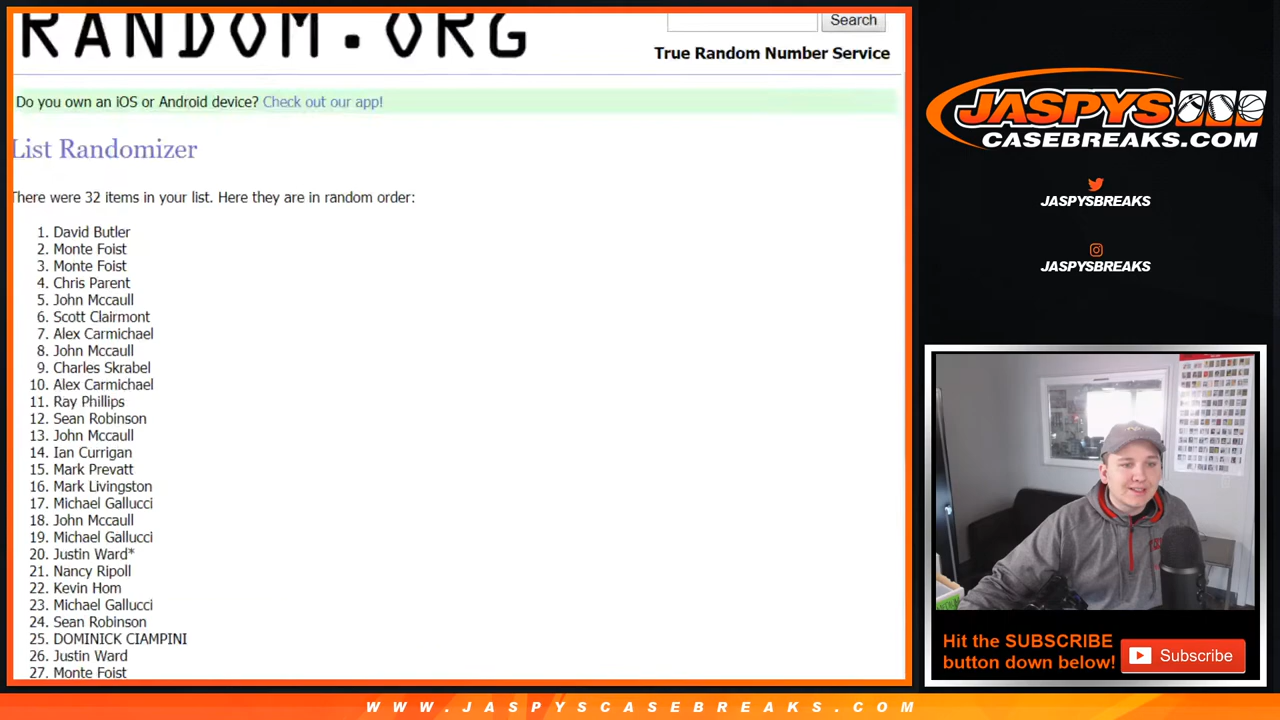 RANDOM.ORG
Search
True Random Number Service
Do you own an iOS or Android device? Check out our app!
List Randomizer
There were 32 items in your list. Here they are in random order:
1. David Butler
2. Monte Foist
3. Monte Foist
4. Chris Parent
5. John Mccaull
6. Scott Clairmont
7. Alex Carmichael
8. John Mccaull
9. Charles Skrabel
10. Alex Carmichael
11. Ray Phillips
12. Sean Robinson
13. John Mccaull
14. Ian Currigan
15. Mark Prevatt
16. Mark Livingston
17. Michael Gallucci
18. John Mccaull
19. Michael Gallucci
20. Justin Ward*
21. Nancy Ripoll
22. Kevin Hom
23. Michael Gallucci
24. Sean Robinson
25. DOMINICK CIAMPINI
26. Justin Ward
27. Monte Foist
JASPYS
CASEBREAKS.COM
JASPYSBREAKS
JASPYSBREAKS
Hit the SUBSCRIBE
button down below!
Subscribe
WWW.JASPYSCASEBREAKS.COM